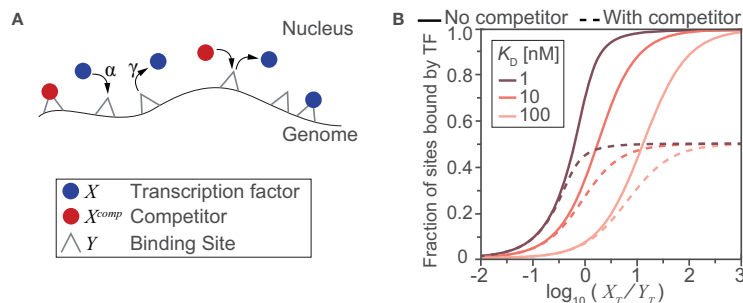 A
Nucleus
α
γ
Genome
X Transcription factor
X^comp Competitor
Y Binding Site
B
No competitor With competitor
Fraction of sites bound by TF
1.0
0.8
0.6
0.4
0.2
0
K_D [nM]
1
10
100
-2 -1 0 1 2 3
log_10 (X_T/Y_T)